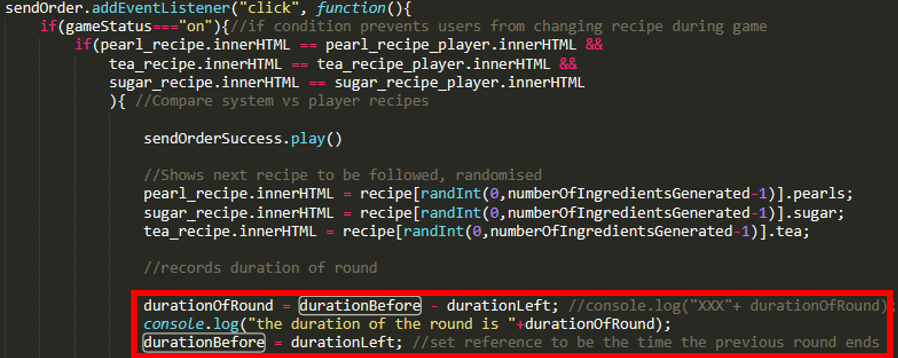 sendOrder.addEventListener("click", function(){
if(gameStatus==="on"){//if condition prevents users from changing recipe during game
if(pearl_recipe.innerHTML == pearl_recipe_player.innerHTML &&
tea_recipe.innerHTML == tea_recipe_player.innerHTML &&
sugar_recipe.innerHTML == sugar_recipe_player.innerHTML
){ //Compare system vs player recipes
sendOrderSuccess.play()
//Shows next recipe to be followed, randomised
pearl_recipe.innerHTML = recipe[randInt(0,numberOfIngredientsGenerated-1)].pearls;
sugar_recipe.innerHTML = recipe[randInt(0,numberOfIngredientsGenerated-1)].sugar;
tea_recipe.innerHTML = recipe[randInt(0,numberOfIngredientsGenerated-1)].tea;
//records duration of round
durationOfRound = durationBefore - durationLeft; //console.log("XXX"+ durationOfRound);
console.log("the duration of the round is "+durationOfRound);
durationBefore = durationLeft; //set reference to be the time the previous round ends